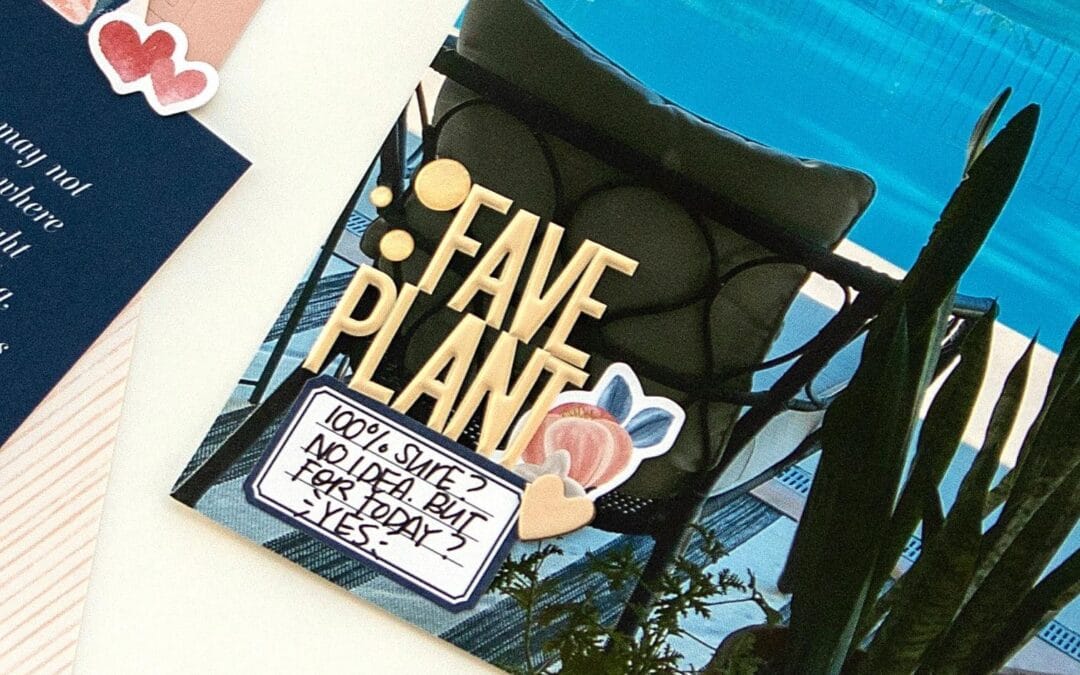 may not
where
FAVE
PLANT
100% SURE?
NO IDEA. BUT
FOR TODAY?
YES